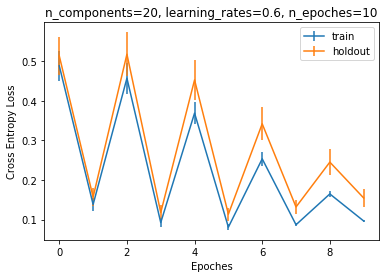 n_components=20, learning_rates=0.6, n_epoches=10
train
holdout
Cross Entropy Loss
0.5
0.4
0.3
0.2
0.1
0 2 4 6 8
Epoches